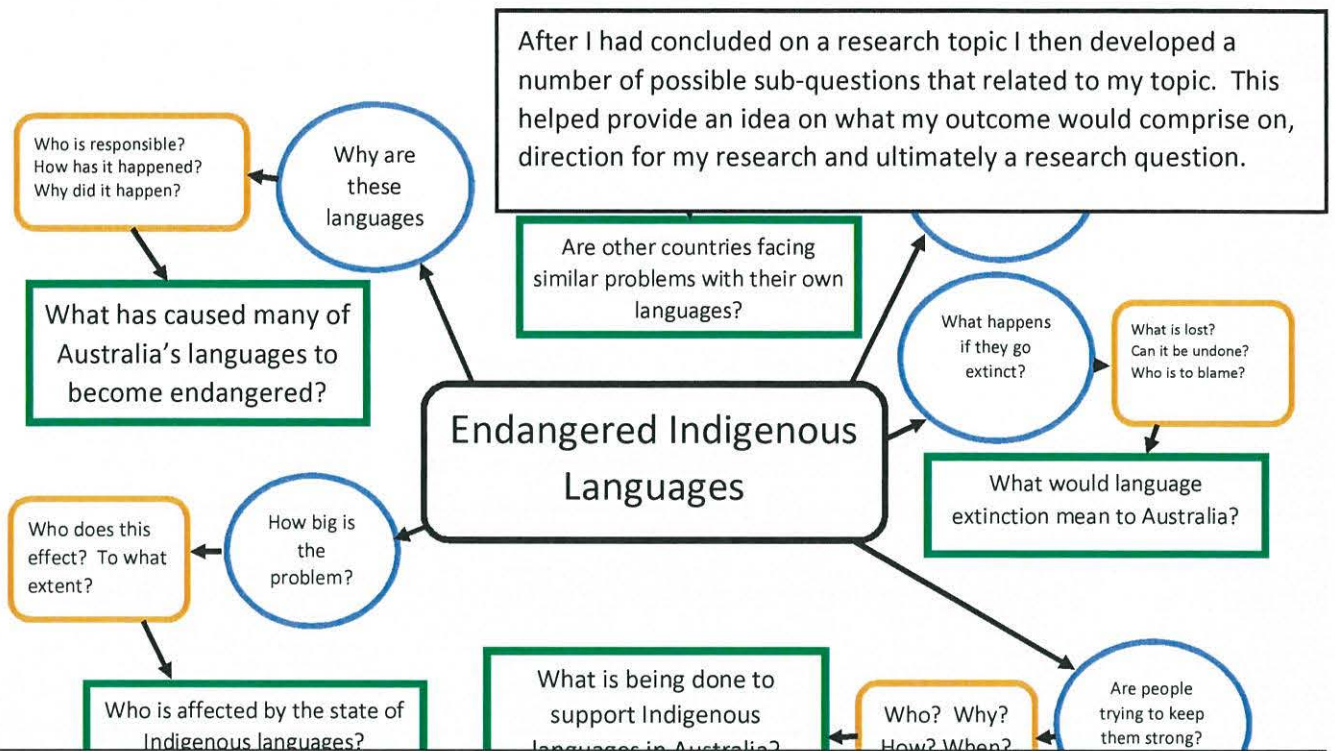 After I had concluded on a research topic I then developed a
number of possible sub-questions that related to my topic. This
helped provide an idea on what my outcome would comprise on,
direction for my research and ultimately a research question.
Who is responsible?
How has it happened?
Why did it happen?
Why are
these
languages
What has caused many of
Australia's languages to
become endangered?
Are other countries facing
similar problems with their own
languages?
What happens
if they go
extinct?
What is lost?
Can it be undone?
Who is to blame?
What would language
extinction mean to Australia?
Endangered Indigenous
Languages
How big is
the
problem?
Who does this
effect? To what
extent?
Who is affected by the state of
Indigenous languages?
What is being done to
support Indigenous
languages in Australia?
Who? Why?
How? When?
Are people
trying to keep
them strong?